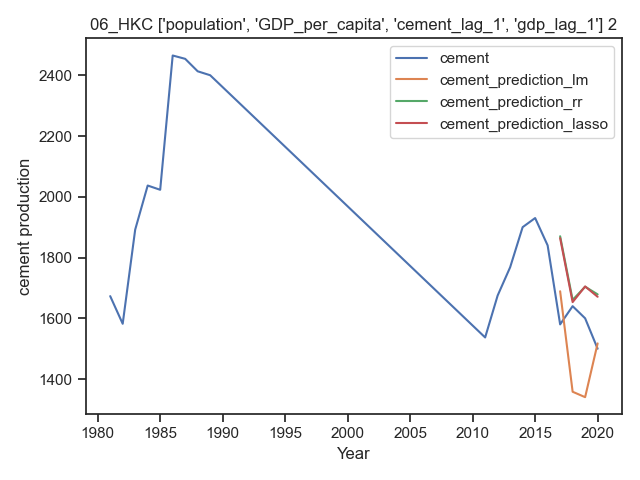 06_HKC ['population', 'GDP_per_capita', 'cement_lag_1', 'gdp_lag_1'] 2
cement
cement_prediction_lm
cement_prediction_rr
cement_prediction_lasso
cement production
2400
2200
2000
1800
1600
1400
1980 1985 1990 1995 2000 2005 2010 2015 2020
Year